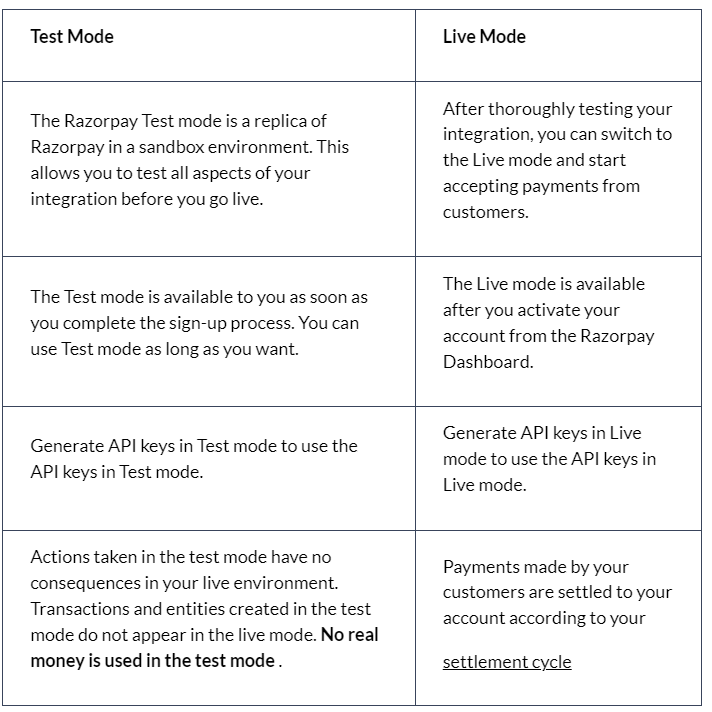 Test Mode
Live Mode
The Razorpay Test mode is a replica of
Razorpay in a sandbox environment. This
allows you to test all aspects of your
integration before you go live.
After thoroughly testing your
integration, you can switch to
the Live mode and start
accepting payments from
customers.
The Test mode is available to you as soon as
you complete the sign-up process. You can
use Test mode as long as you want.
The Live mode is available
after you activate your
account from the Razorpay
Dashboard.
Generate API keys in Test mode to use the
API keys in Test mode.
Generate API keys in Live
mode to use the API keys in
Live mode.
Actions taken in the test mode have no
consequences in your live environment.
Transactions and entities created in the test
mode do not appear in the live mode. No real
money is used in the test mode .
Payments made by your
customers are settled to your
account according to your
settlement cycle